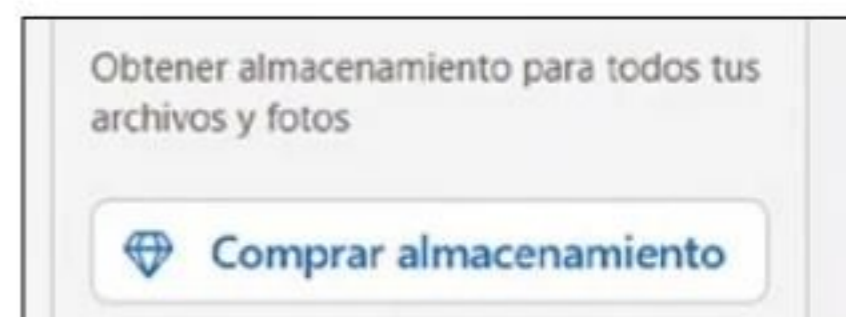 Obtener almacenamiento para todos tus
archivos y fotos
Comprar almacenamiento